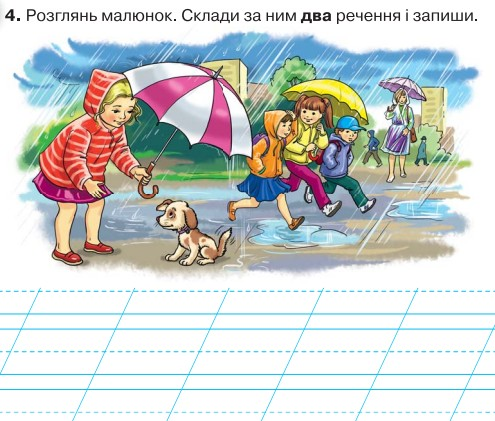 4. Розглянь малюнок. Склади за ним два речення і запиши.